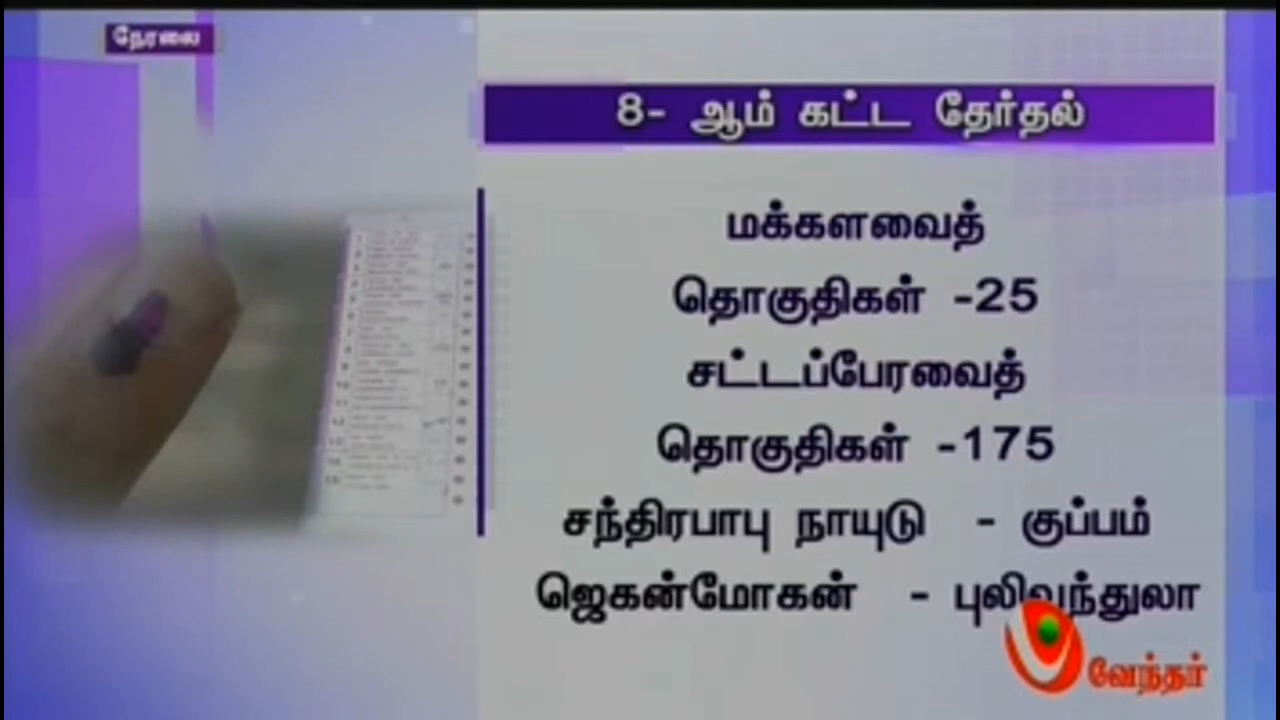 நேரலை
8- ஆம் கட்ட தேர்தல்
மக்களவைத்
தொகுதிகள் -25
சட்டப்பேரவைத்
தொகுதிகள் -175
சந்திரபாபு நாயுடு - குப்பம்
ஜெகன்மோகன் - புலிவந்துலா
வேந்தர்